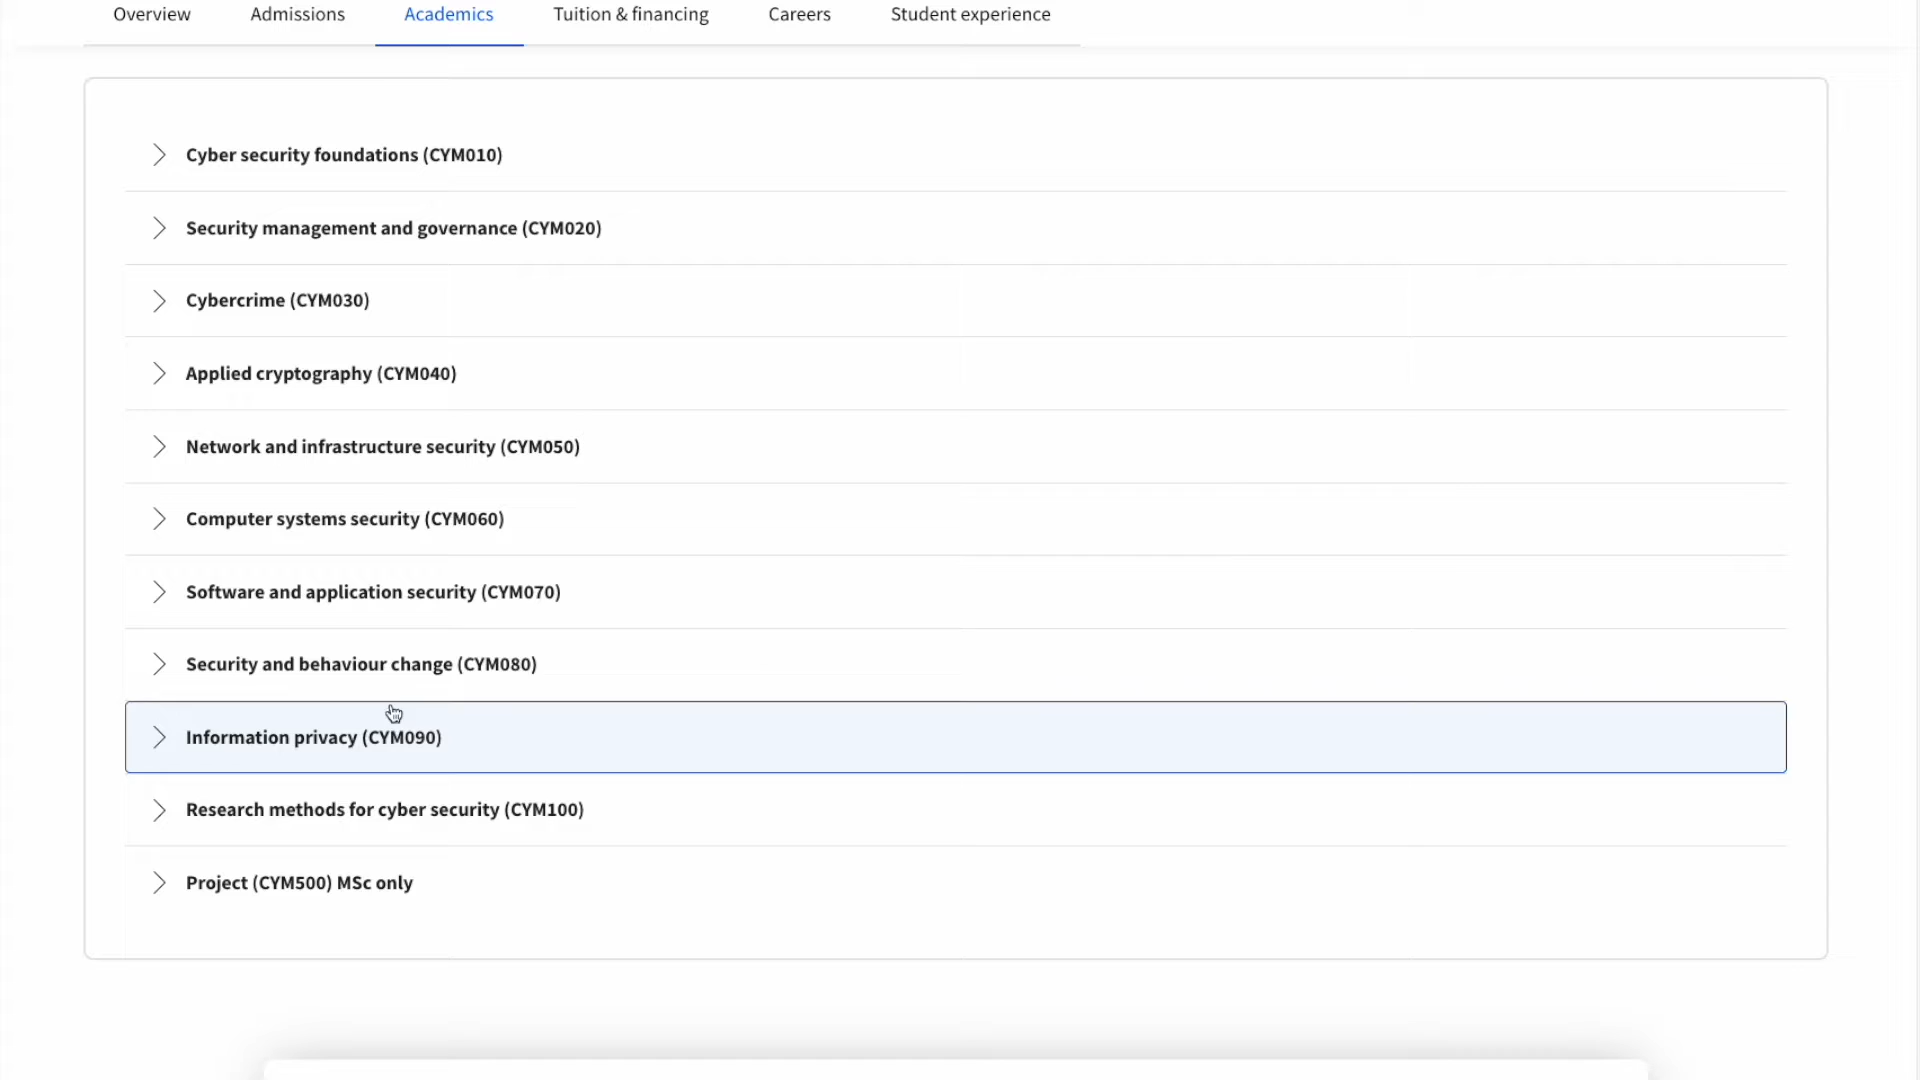 Overview
Admissions
Academics
Tuition & financing
Careers
Student experience
Cyber security foundations (CYM010)
Security management and governance (CYM020)
Cybercrime (CYM030)
Applied cryptography (CYM040)
Network and infrastructure security (CYM050)
Computer systems security (CYM060)
Software and application security (CYM070)
Security and behaviour change (CYM080)
Information privacy (CYM090)
Research methods for cyber security (CYM100)
Project (CYM500) MSc only